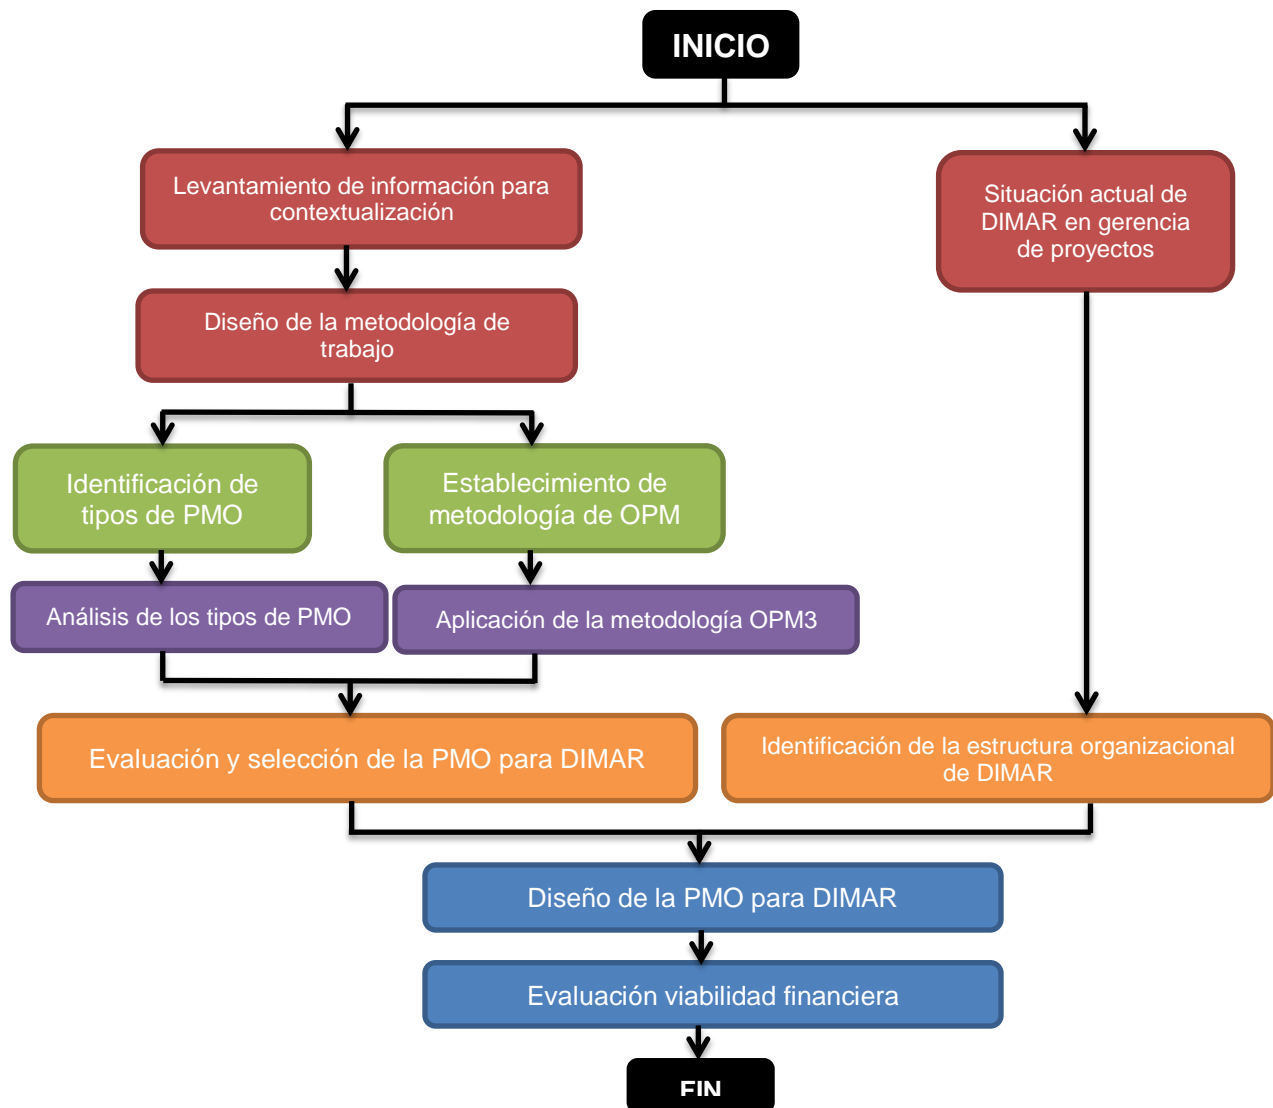 INICIO
Levantamiento de información para
contextualización
Situación actual de
DIMAR en gerencia
de proyectos
Diseño de la metodología de
trabajo
Identificación de
tipos de PMO
Establecimiento de
metodología de OPM
Análisis de los tipos de PMO
Aplicación de la metodología OPM3
Evaluación y selección de la PMO para DIMAR
Identificación de la estructura organizacional
de DIMAR
Diseño de la PMO para DIMAR
Evaluación viabilidad financiera
FIN